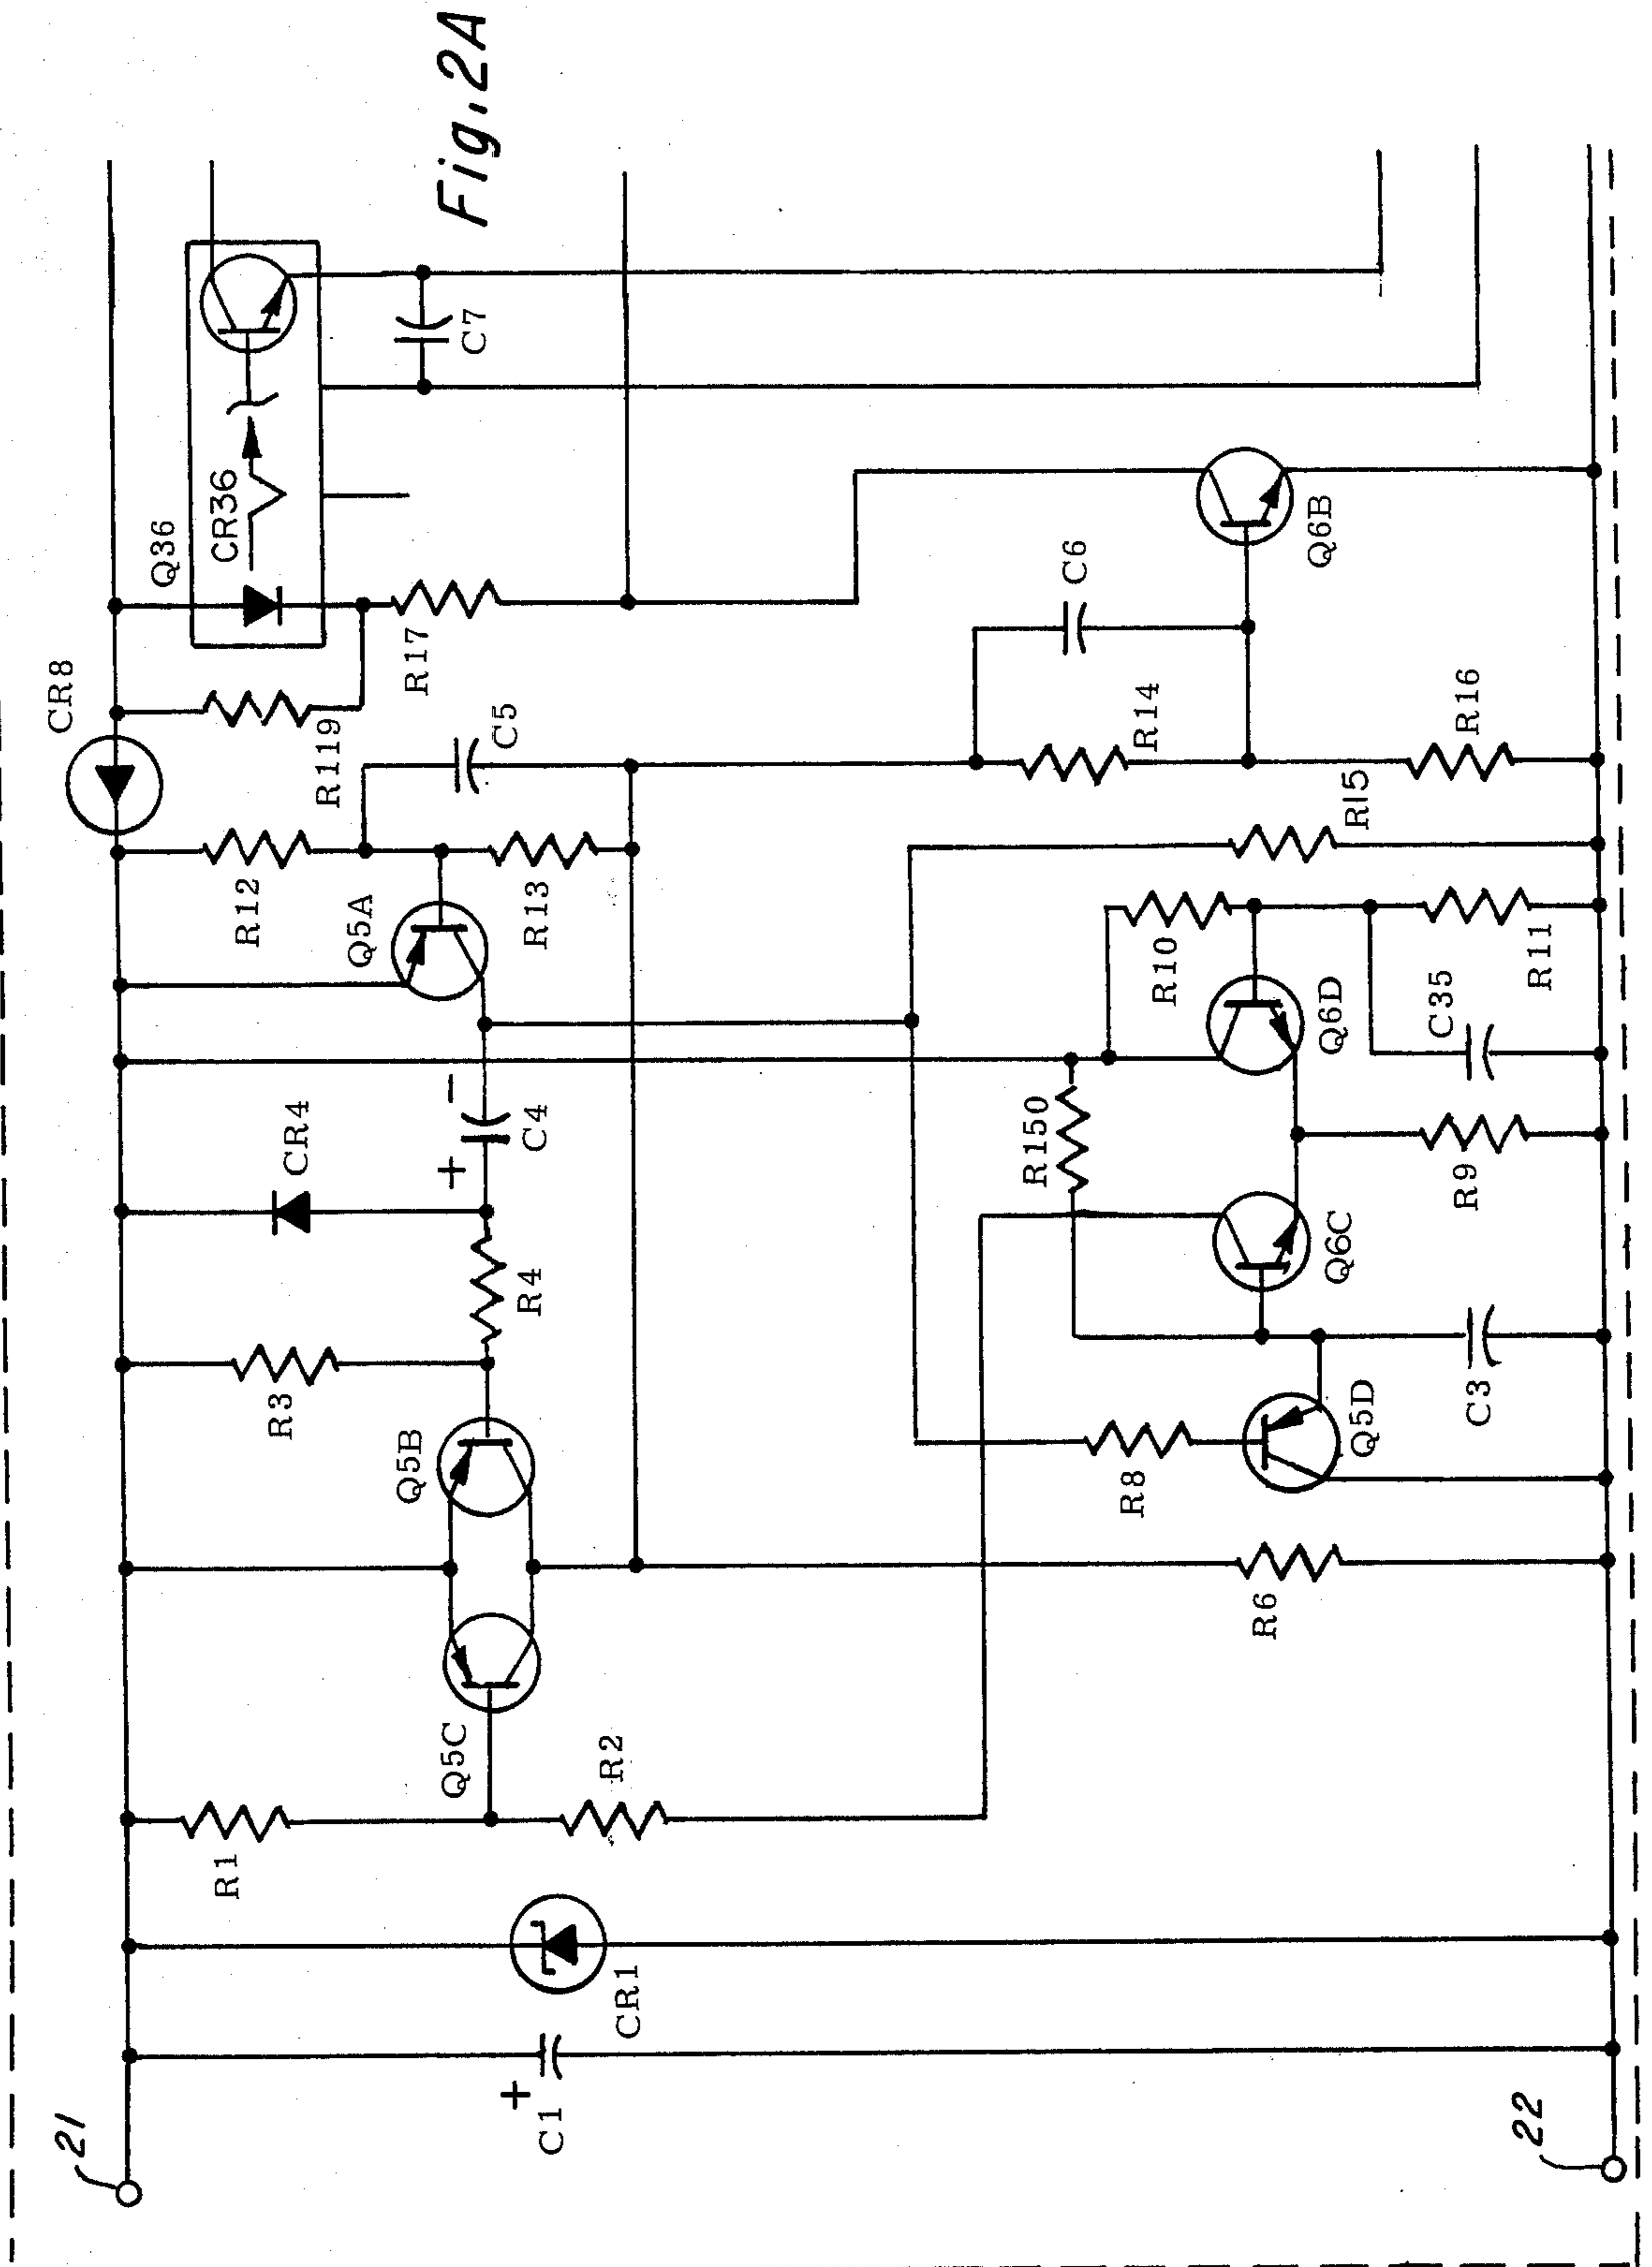 Fig.2A
21
22
C1
+
CR1
R1
R2
Q5C
Q5B
R3
R4
CR4
+
C4
−
Q5A
R12
R13
C5
CR8
R119
Q36
CR36
R17
C7
R6
R8
Q5D
C3
Q6C
R150
R9
Q6D
R10
C35
R11
R15
R14
R16
C6
Q6B